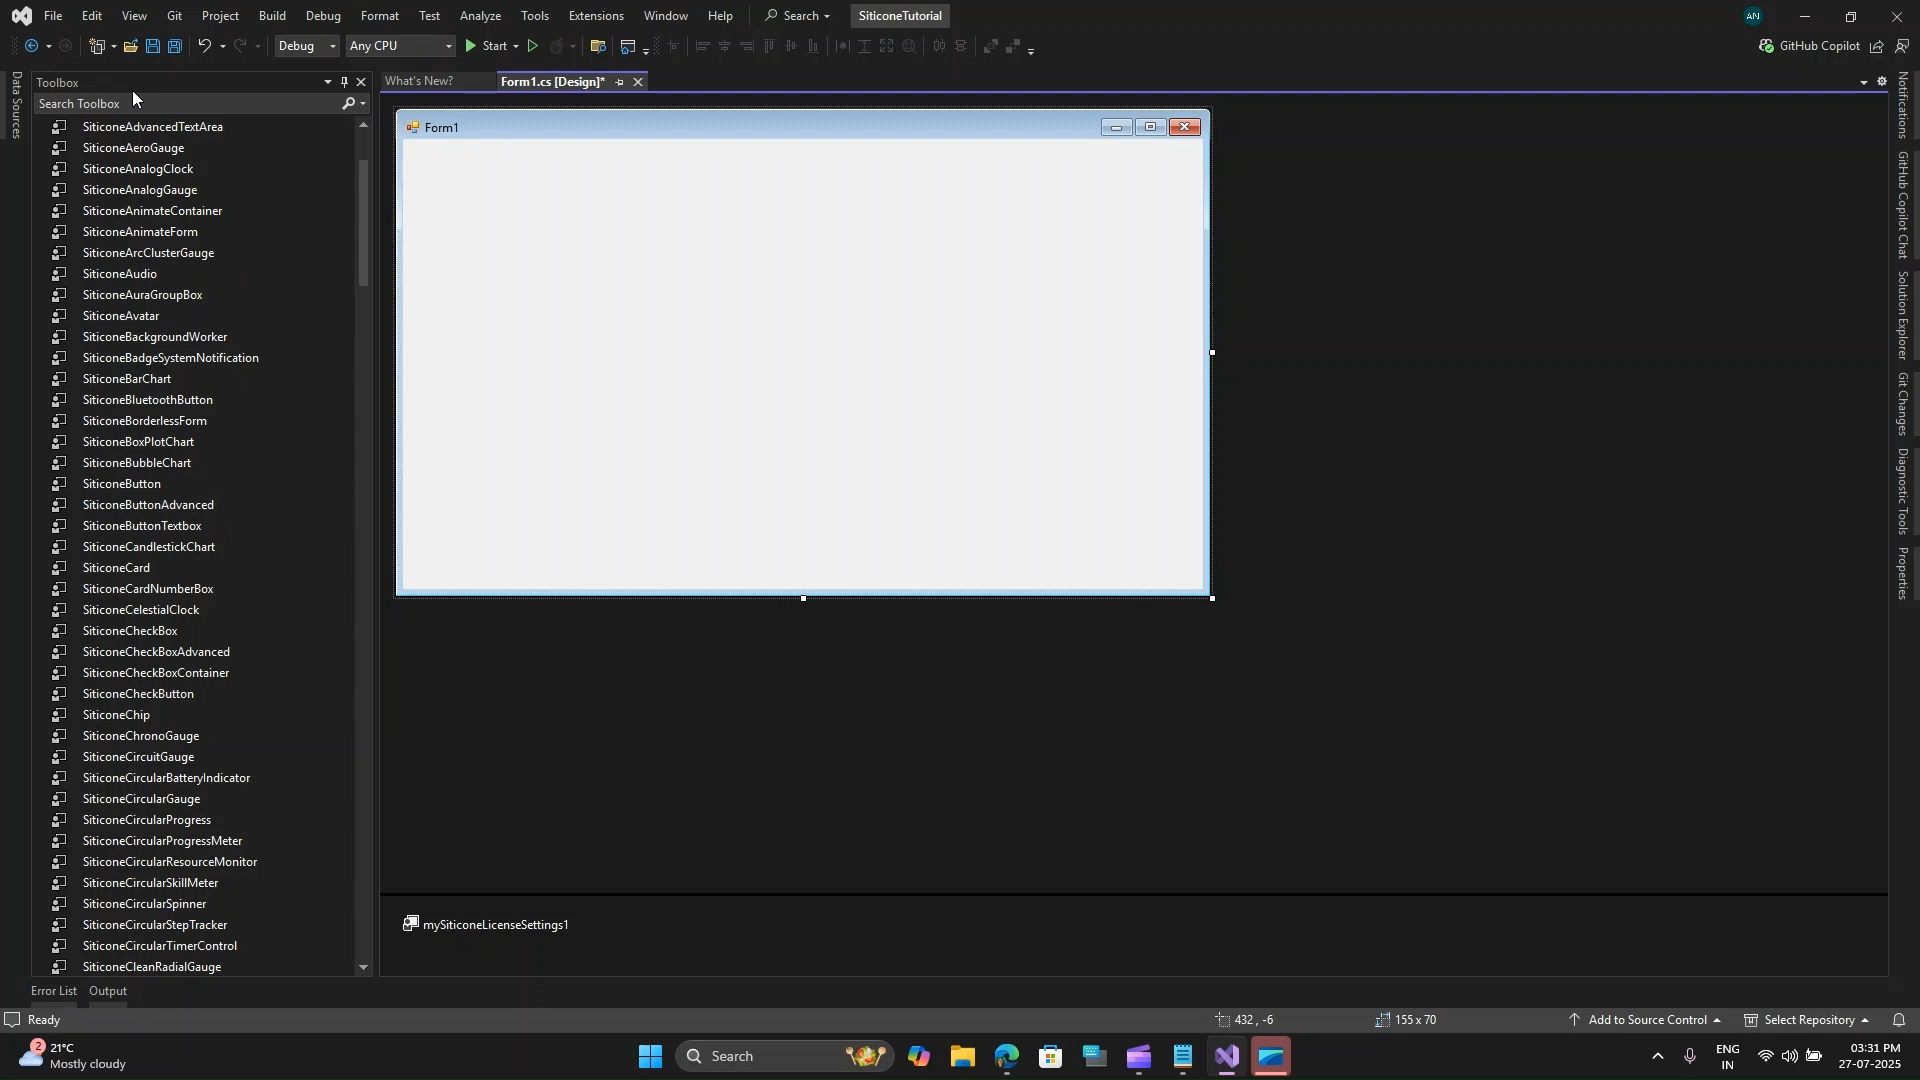 File Edit View Git Project Build Debug Format Test Analyze Tools Extensions Window Help Search SiticoneTutorial AN
Debug Any CPU Start GitHub Copilot
Toolbox
Search Toolbox
SiticoneAdvancedTextArea
SiticoneAeroGauge
SiticoneAnalogClock
SiticoneAnalogGauge
SiticoneAnimateContainer
SiticoneAnimateForm
SiticoneArcClusterGauge
SiticoneAudio
SiticoneAuraGroupBox
SiticoneAvatar
SiticoneBackgroundWorker
SiticoneBadgeSystemNotification
SiticoneBarChart
SiticoneBluetoothButton
SiticoneBorderlessForm
SiticoneBoxPlotChart
SiticoneBubbleChart
SiticoneButton
SiticoneButtonAdvanced
SiticoneButtonTextbox
SiticoneCandlestickChart
SiticoneCard
SiticoneCardNumberBox
SiticoneCelestialClock
SiticoneCheckBox
SiticoneCheckBoxAdvanced
SiticoneCheckBoxContainer
SiticoneCheckButton
SiticoneChip
SiticoneChronoGauge
SiticoneCircuitGauge
SiticoneCircularBatteryIndicator
SiticoneCircularGauge
SiticoneCircularProgress
SiticoneCircularProgressMeter
SiticoneCircularResourceMonitor
SiticoneCircularSkillMeter
SiticoneCircularSpinner
SiticoneCircularStepTracker
SiticoneCircularTimerControl
SiticoneCleanRadialGauge
Data Sources
What's New? Form1.cs [Design]*
Form1
mySiticoneLicenseSettings1
Notifications
GitHub Copilot Chat
Solution Explorer
Git Changes
Diagnostic Tools
Properties
Error List Output
Ready 432 , -6 155 x 70 Add to Source Control Select Repository
2
21°C
Mostly cloudy
Search
ENG
IN
03:31 PM
27-07-2025